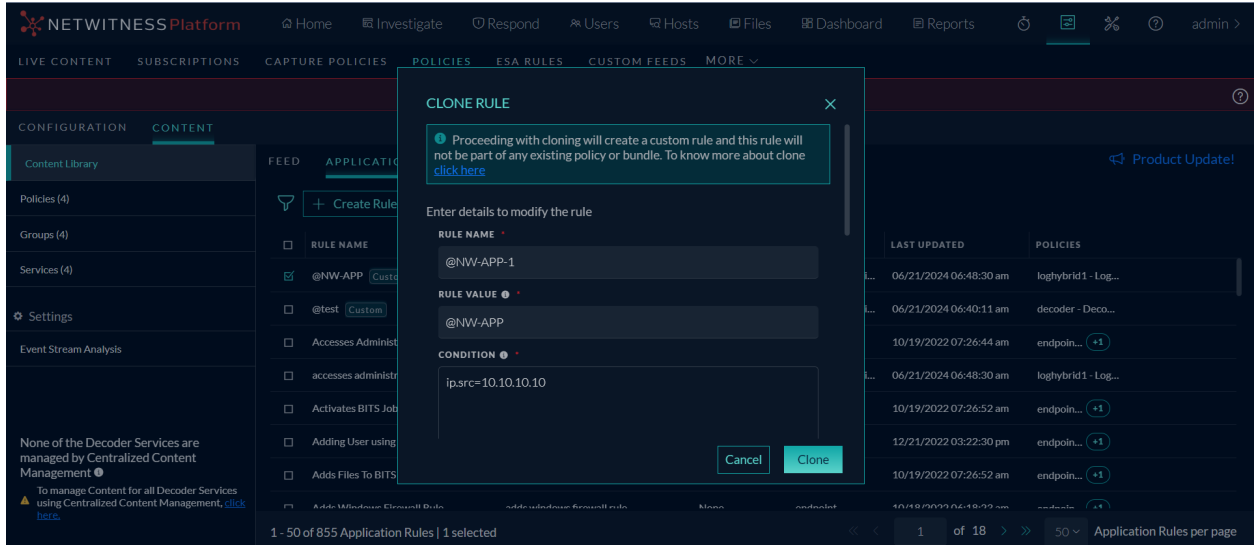 NETWITNESS Platform
Home Investigate Respond Users Hosts Files Dashboard Reports admin >
LIVE CONTENT SUBSCRIPTIONS CAPTURE POLICIES POLICIES ESA RULES CUSTOM FEEDS MORE
CONFIGURATION CONTENT
Content Library
Policies (4)
Groups (4)
Services (4)
Settings
Event Stream Analysis
None of the Decoder Services are
managed by Centralized Content
Management
To manage Content for all Decoder Services
using Centralized Content Management, click
here.
FEED
Product Update!
+ Create Rule
RULE NAME LAST UPDATED POLICIES
@NW-APP 06/21/2024 06:48:30 am loghybrid1 - Log...
@test Custom 06/21/2024 06:40:11 am decoder - Deco...
Accesses 10/19/2022 07:26:44 am endpoin... +1
accesses 06/21/2024 06:48:30 am loghybrid1 - Log...
Activates BITS Job 10/19/2022 07:26:52 am endpoin... +1
Adding User using 12/21/2022 03:22:30 pm endpoin... +1
Adds Files To BITS 10/19/2022 07:26:52 am endpoin... +1
Adds Windows Firewall Rule adds windows firewall rule None endpoint 10/18/2022 06:18:22 am endpoin... +1
1 - 50 of 855 Application Rules | 1 selected
1 of 18 50 Application Rules per page
CLONE RULE
Proceeding with cloning will create a custom rule and this rule will
not be part of any existing policy or bundle. To know more about clone
click here
Enter details to modify the rule
RULE NAME *
@NW-APP-1
RULE VALUE *
@NW-APP
CONDITION *
ip.src=10.10.10.10
Cancel Clone